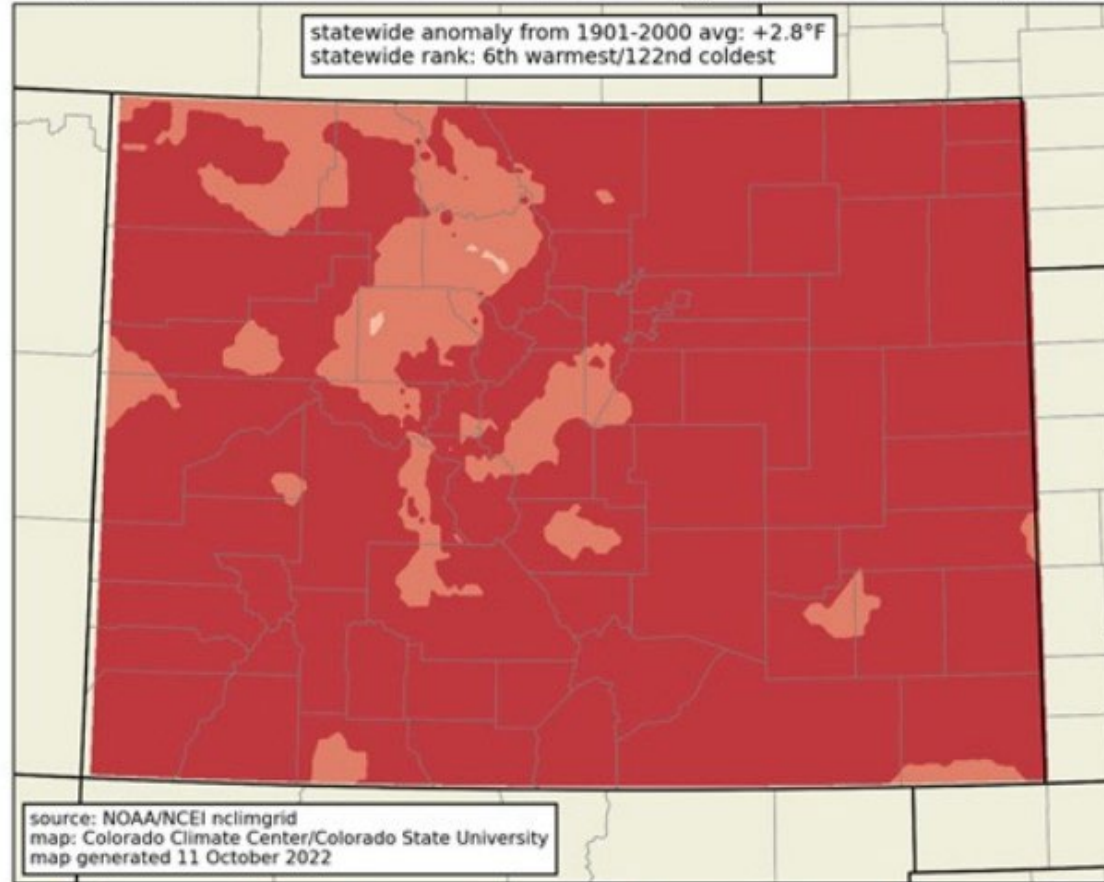 statewide anomaly from 1901-2000 avg: +2.8°F
statewide rank: 6th warmest/122nd coldest
source: NOAA/NCEI nclimgrid
map: Colorado Climate Center/Colorado State University
map generated 11 October 2022